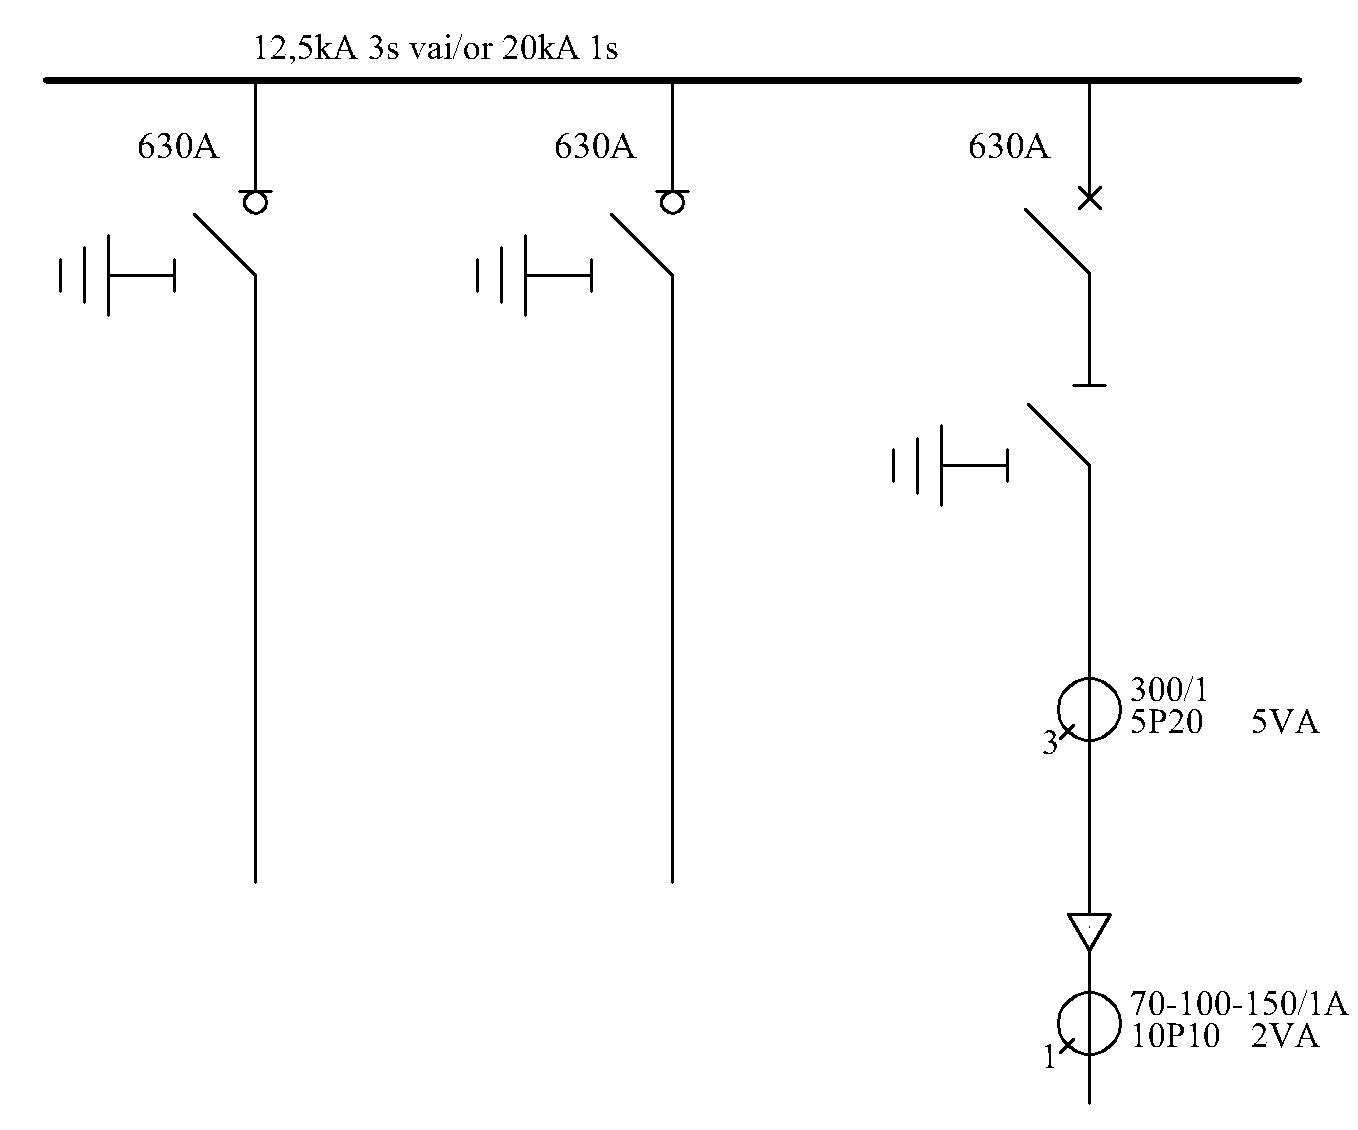 12,5kA 3s vai/or 20kA 1s
630A
630A
630A
300/1
5P20 5VA
3
70-100-150/1A
10P10 2VA
1